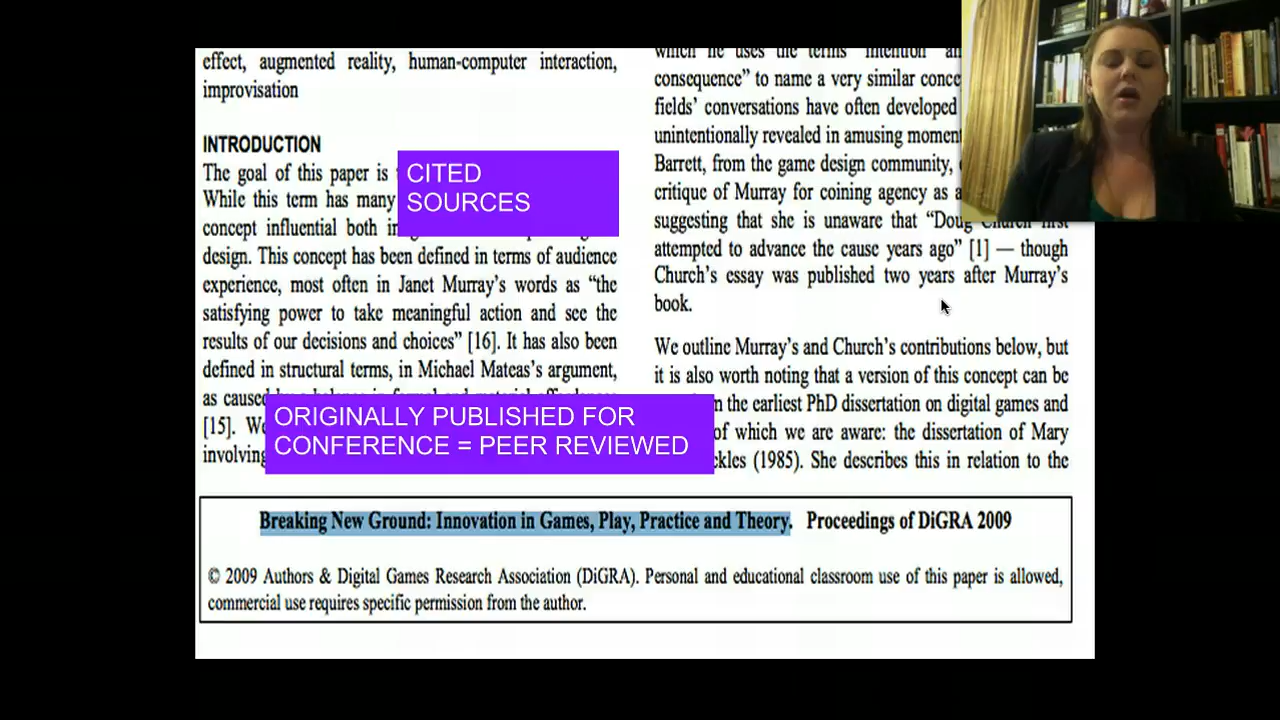 effect, augmented reality, human-computer interaction,
improvisation
INTRODUCTION
The goal of this paper is
While this term has many
concept influential both
design. This concept has been defined in terms of audience
experience, most often in Janet Murray's words as “the
satisfying power to take meaningful action and see the
results of our decisions and choices” [16]. It has also been
defined in structural terms, in Michael Mateas's argument,
as caused
[15]. We
involving
CITED
SOURCES
ORIGINALLY PUBLISHED FOR
CONFERENCE = PEER REVIEWED
which he uses the terms “intention”
consequence” to name a very similar
fields' conversations have often developed
unintentionally revealed in amusing
Barrett, from the game design community,
critique of Murray for coining agency as
suggesting that she is unaware that “Doug Church first
attempted to advance the cause years ago” [1] — though
Church's essay was published two years after Murray's
book.
We outline Murray's and Church's contributions below, but
it is also worth noting that a version of this concept can be
the earliest PhD dissertation on digital games and
of which we are aware: the dissertation of Mary
(1985). She describes this in relation to the
Breaking New Ground: Innovation in Games, Play, Practice and Theory. Proceedings of DiGRA 2009
© 2009 Authors & Digital Games Research Association (DiGRA). Personal and educational classroom use of this paper is allowed,
commercial use requires specific permission from the author.